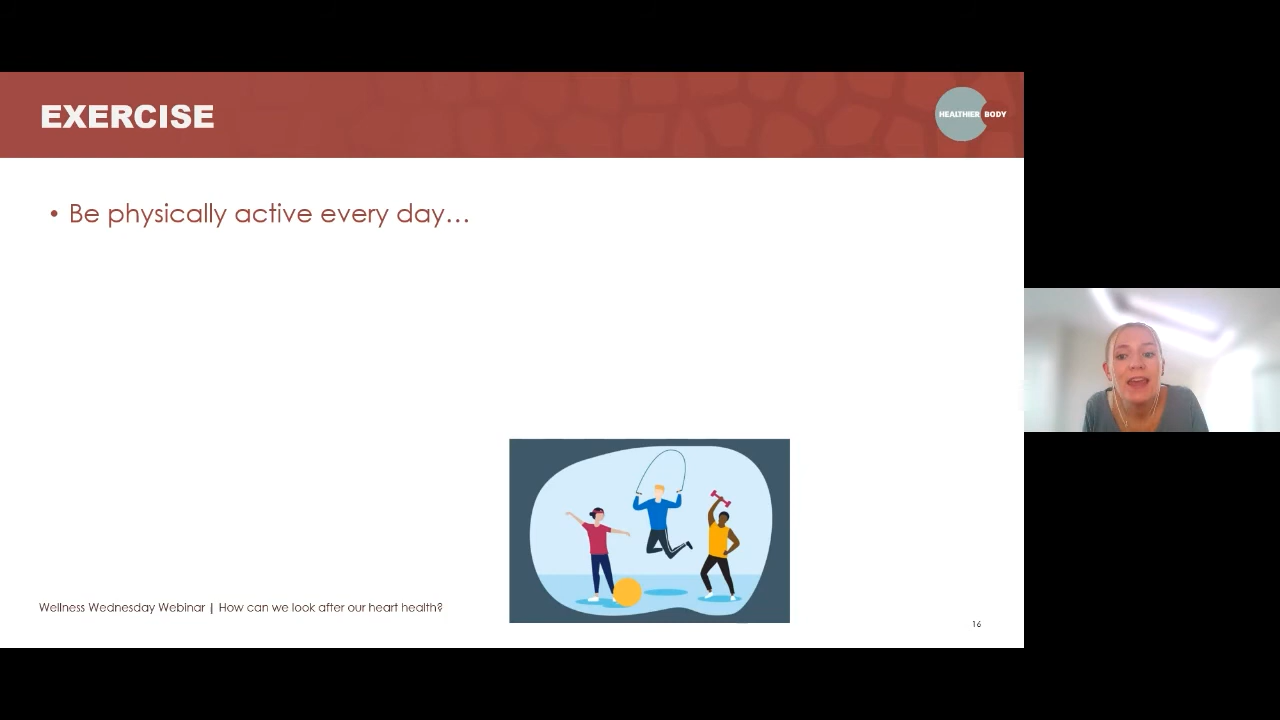 EXERCISE
HEALTHIER BODY
• Be physically active every day…
Wellness Wednesday Webinar | How can we look after our heart health?
16